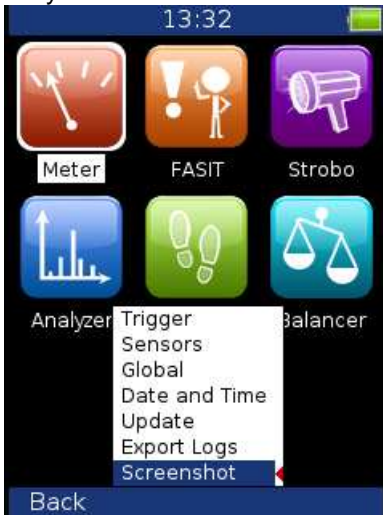 13:32
Meter
FASIT
Strobo
Analyzer
Balancer
Trigger
Sensors
Global
Date and Time
Update
Export Logs
Screenshot
Back